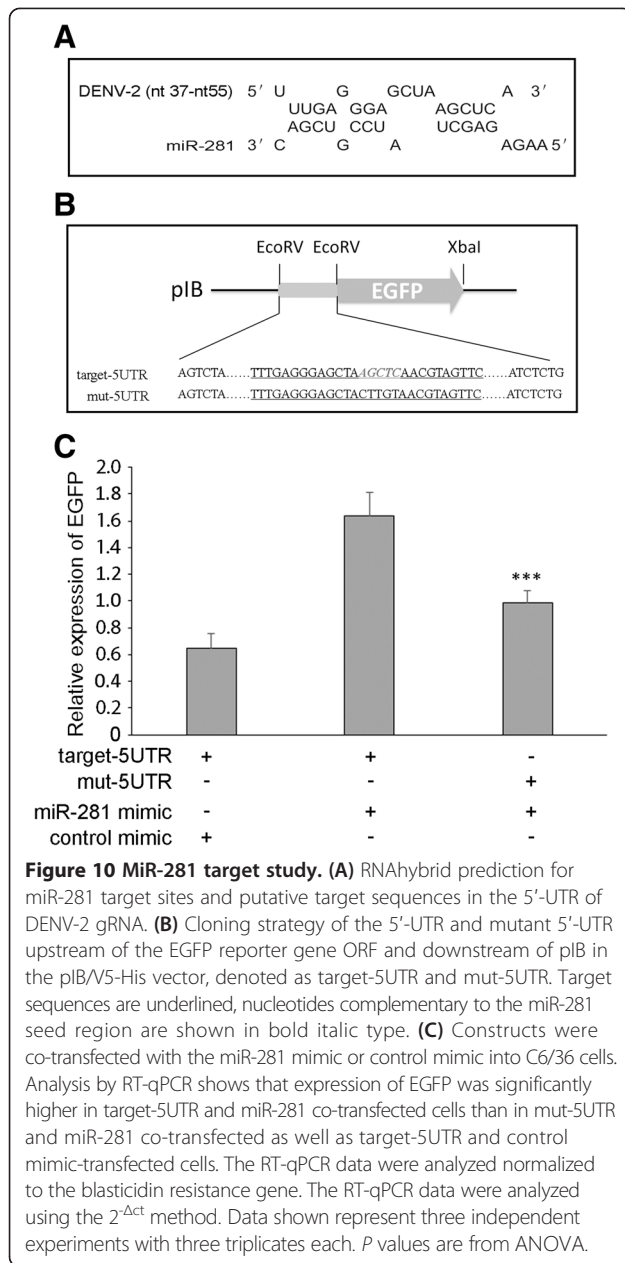 A
DENV-2 (nt 37-nt55) 5′ U G G GCUA A 3′
UUGA GGA AGCUC
AGCU CCU UCGAG
miR-281 3′ C G A AGAA 5′
B
EcoRV EcoRV XbaI
pIB EGFP
target-5UTR AGTCTA......TTTGAGGGAGCTAAGCTCAACGTAGTTC......ATCTCTG
mut-5UTR AGTCTA......TTTGAGGGAGCTACTTGTAACGTAGTTC......ATCTCTG
C
Relative expression of EGFP
2.0
1.8
1.6
1.4
1.2
1.0
0.8
0.6
0.4
0.2
0
***
target-5UTR + + -
mut-5UTR - - +
miR-281 mimic - + +
control mimic + - -
Figure 10 MiR-281 target study. (A) RNAhybrid prediction for
miR-281 target sites and putative target sequences in the 5′-UTR of
DENV-2 gRNA. (B) Cloning strategy of the 5′-UTR and mutant 5′-UTR
upstream of the EGFP reporter gene ORF and downstream of pIB in
the pIB/V5-His vector, denoted as target-5UTR and mut-5UTR. Target
sequences are underlined, nucleotides complementary to the miR-281
seed region are shown in bold italic type. (C) Constructs were
co-transfected with the miR-281 mimic or control mimic into C6/36 cells.
Analysis by RT-qPCR shows that expression of EGFP was significantly
higher in target-5UTR and miR-281 co-transfected cells than in mut-5UTR
and miR-281 co-transfected as well as target-5UTR and control
mimic-transfected cells. The RT-qPCR data were analyzed normalized
to the blasticidin resistance gene. The RT-qPCR data were analyzed
using the 2-Δct method. Data shown represent three independent
experiments with three triplicates each. P values are from ANOVA.